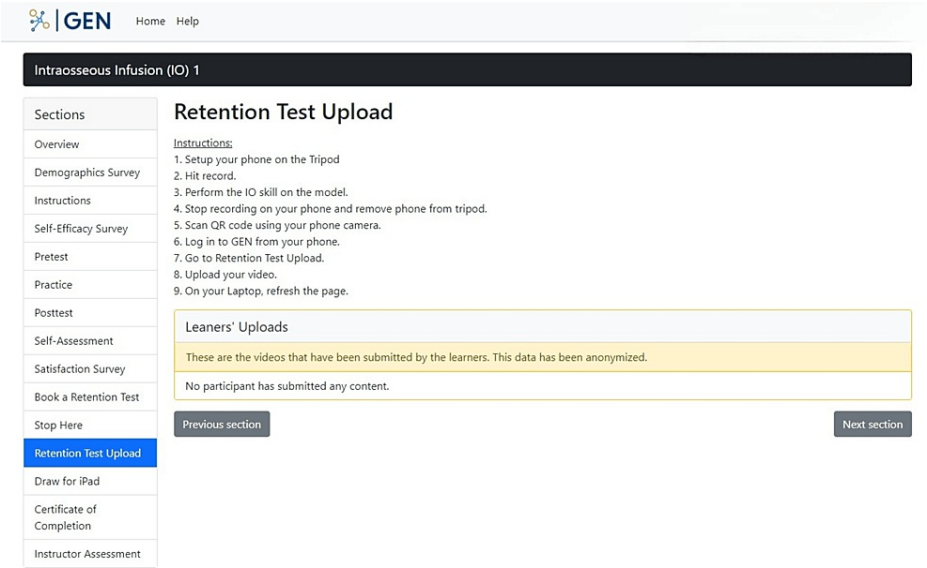 GEN Home Help
Intraosseous Infusion (IO) 1
Sections
Overview
Demographics Survey
Instructions
Self-Efficacy Survey
Pretest
Practice
Posttest
Self-Assessment
Satisfaction Survey
Book a Retention Test
Stop Here
Retention Test Upload
Draw for iPad
Certificate of
Completion
Instructor Assessment
Retention Test Upload
Instructions:
1. Setup your phone on the Tripod
2. Hit record.
3. Perform the IO skill on the model.
4. Stop recording on your phone and remove phone from tripod.
5. Scan QR code using your phone camera.
6. Log in to GEN from your phone.
7. Go to Retention Test Upload.
8. Upload your video.
9. On your Laptop, refresh the page.
Leaners' Uploads
These are the videos that have been submitted by the learners. This data has been anonymized.
No participant has submitted any content.
Previous section
Next section